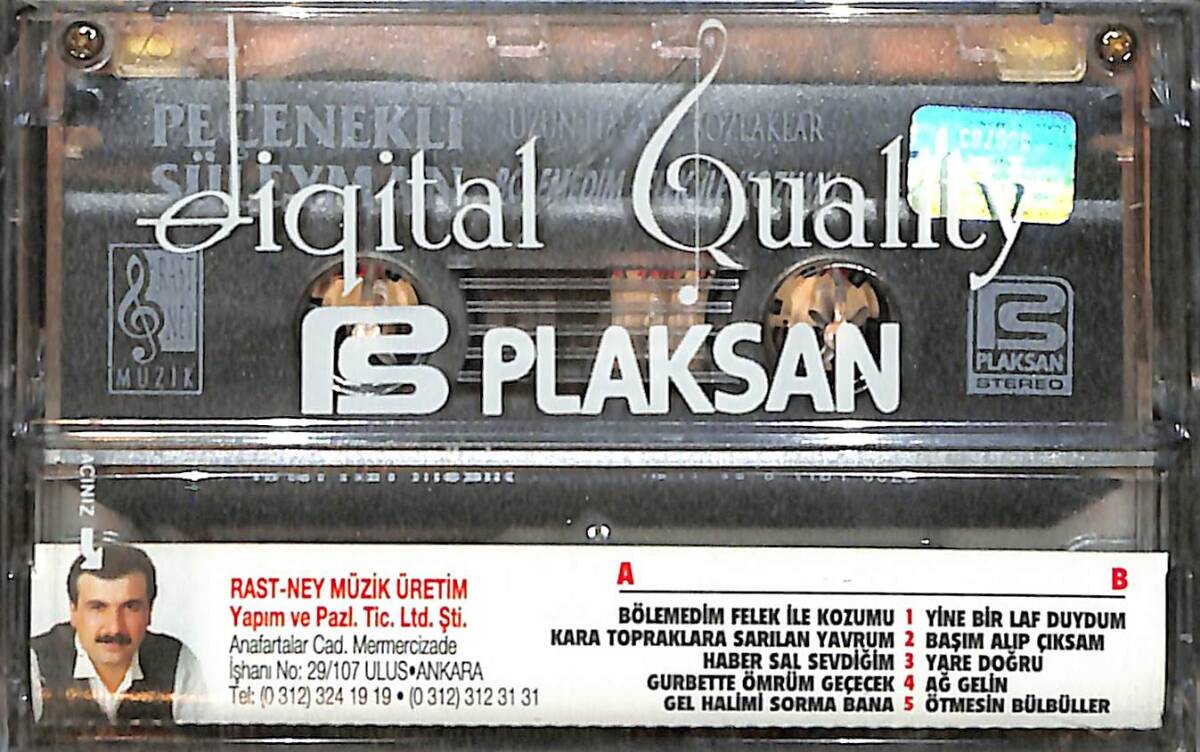 digital Quality
PEÇENEKLİ
SÜLEYMAN
BOZLAKLAR
RAST
NEY
MÜZİK
PLAKSAN
PLAKSAN
STEREO
AÇINIZ
RAST-NEY MÜZİK ÜRETİM
Yapım ve Pazl. Tic. Ltd. Şti.
Anafartalar Cad. Mermercizade
İşhanı No: 29/107 ULUS•ANKARA
Tel: (0 312) 324 19 19 • (0 312) 312 31 31
A B
BÖLEMEDİM FELEK İLE KOZUMU 1 YİNE BİR LAF DUYDUM
KARA TOPRAKLARA SARILAN YAVRUM 2 BAŞIM ALIP ÇIKSAM
HABER SAL SEVDİĞİM 3 YARE DOĞRU
GURBETTE ÖMRÜM GEÇECEK 4 AĞ GELİN
GEL HALİMİ SORMA BANA 5 ÖTMESİN BÜLBÜLLER